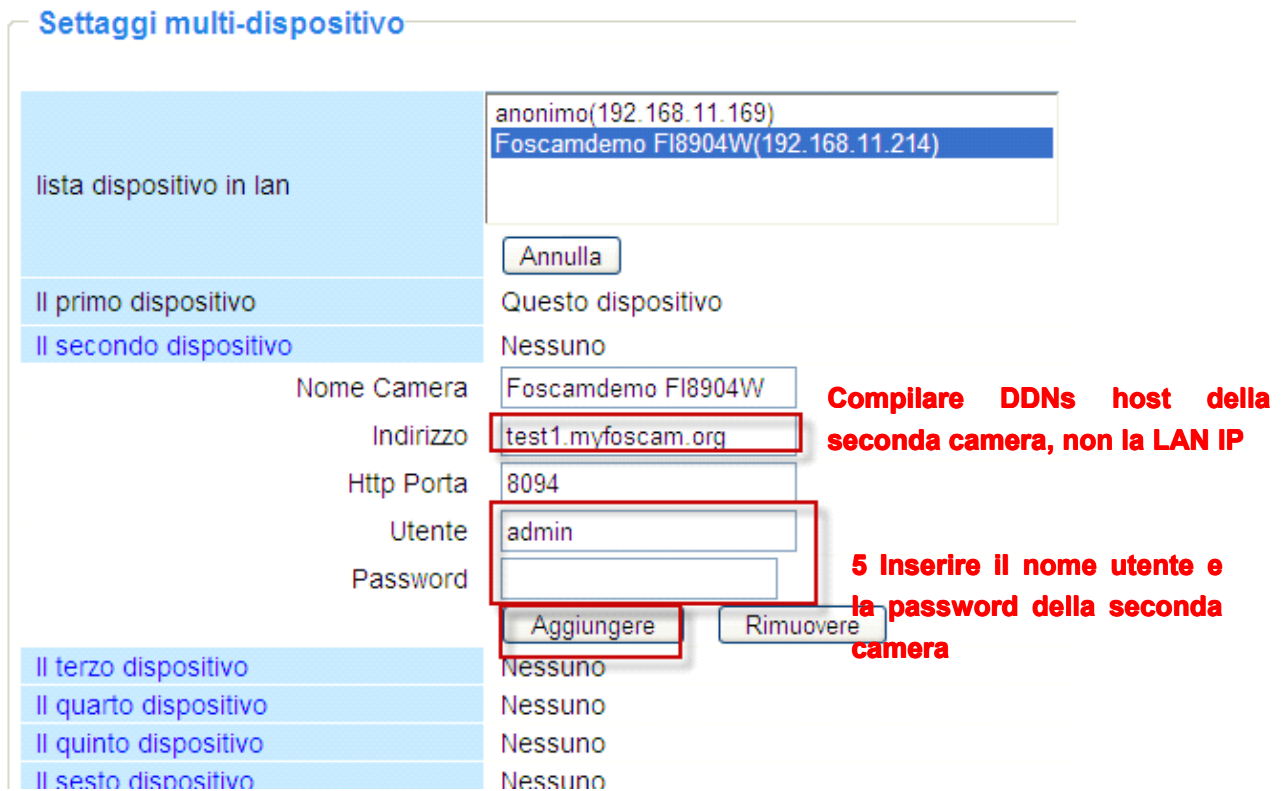 Settaggi multi-dispositivo
anonimo(192.168.11.169)
Foscamdemo FI8904W(192.168.11.214)
lista dispositivo in lan
Annulla
Il primo dispositivo Questo dispositivo
Il secondo dispositivo Nessuno
Nome Camera Foscamdemo FI8904W
Compilare DDNs host della
Indirizzo test1.myfoscam.org
seconda camera, non la LAN IP
Http Porta 8094
Utente admin
5 Inserire il nome utente e
Password
la password della seconda
Aggiungere Rimuovere
camera
Il terzo dispositivo Nessuno
Il quarto dispositivo Nessuno
Il quinto dispositivo Nessuno
Il sesto dispositivo Nessuno